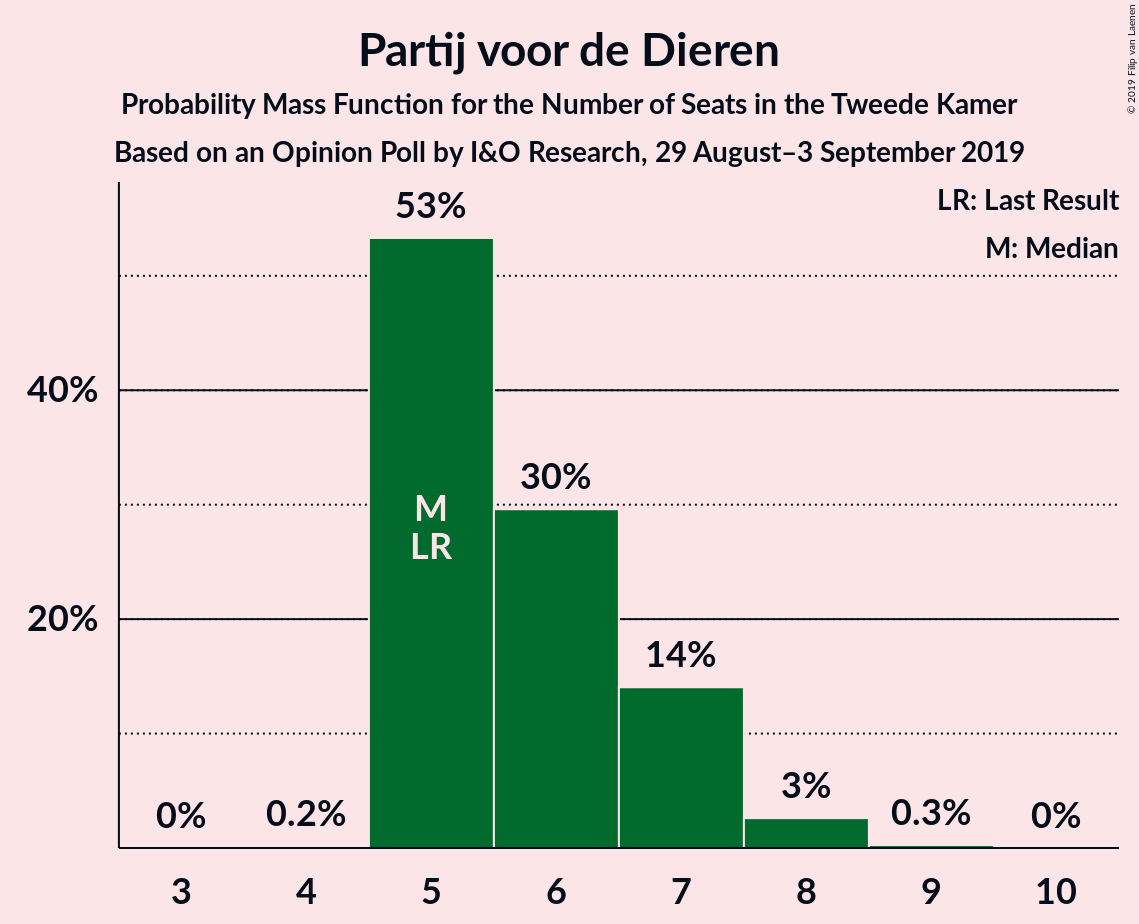 Partij voor de Dieren
Probability Mass Function for the Number of Seats in the Tweede Kamer
Based on an Opinion Poll by I&O Research, 29 August–3 September 2019
© 2019 Filip van Laenen
LR: Last Result
M: Median
53%
40%
30%
M
LR
20%
14%
3%
0%
0.2%
0.3%
0%
3 4 5 6 7 8 9 10